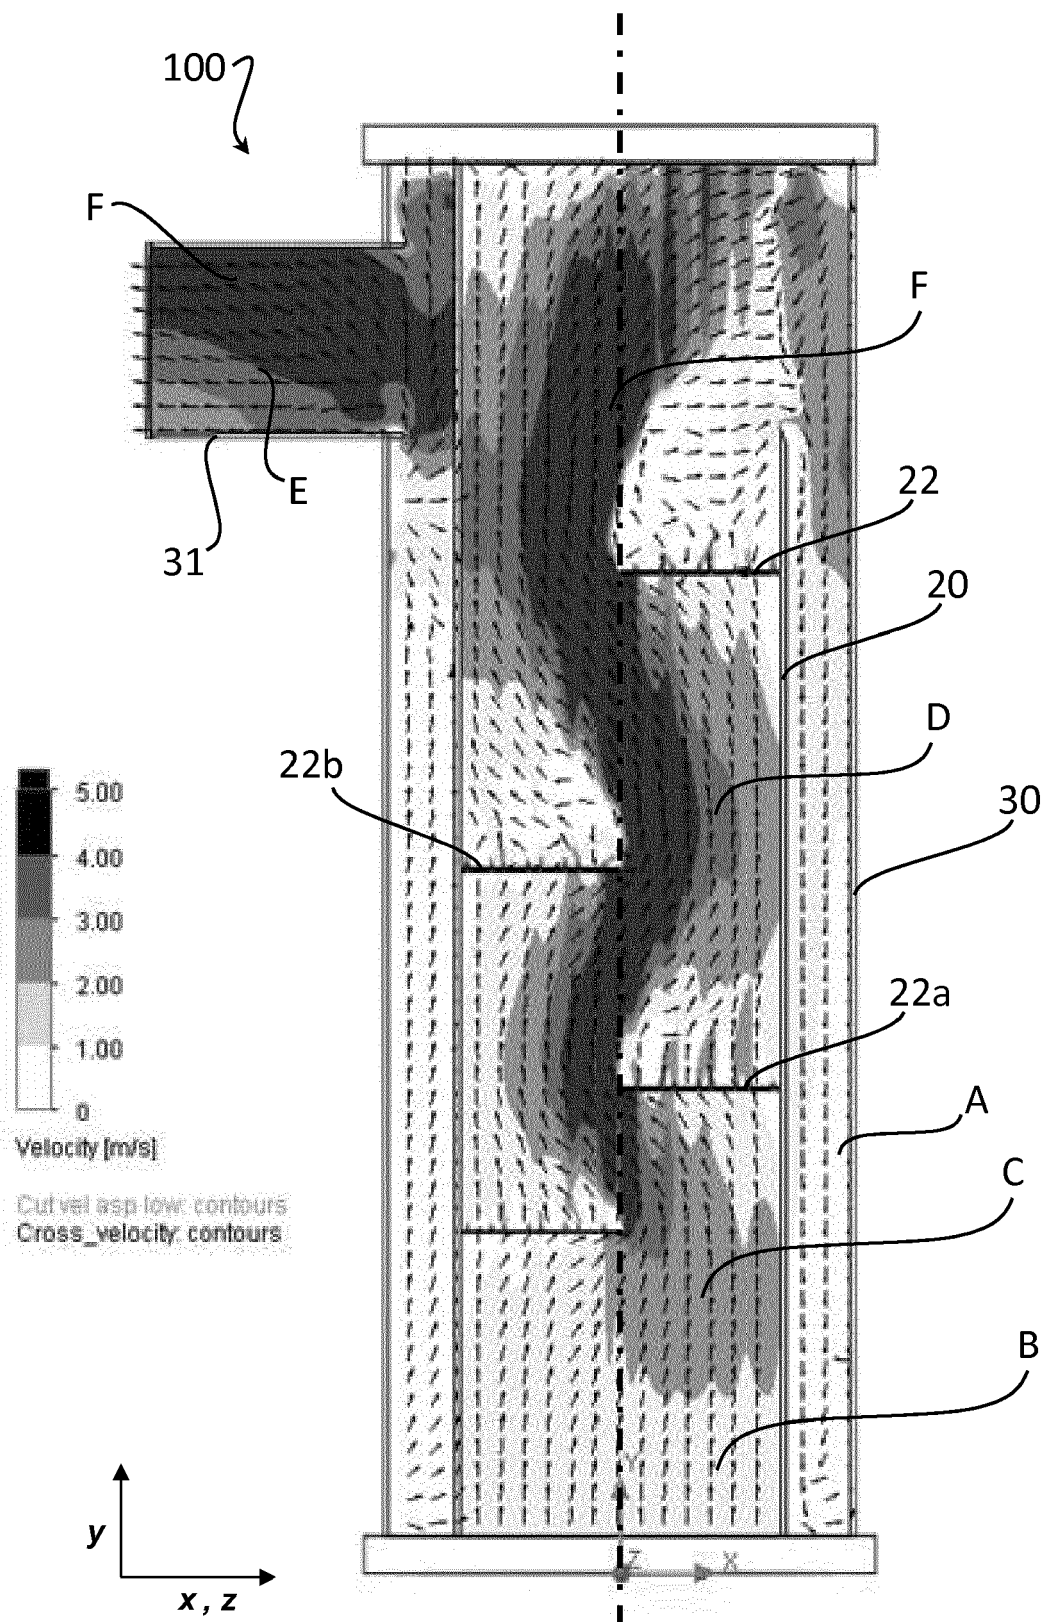 100
F
F
E
31
22
20
D
22b
30
22a
A
C
B
5.00
4.00
3.00
2.00
1.00
0
Velocity [m/s]
Cut vel asp low: contours
Cross_velocity: contours
Y
Z X
y
x , z